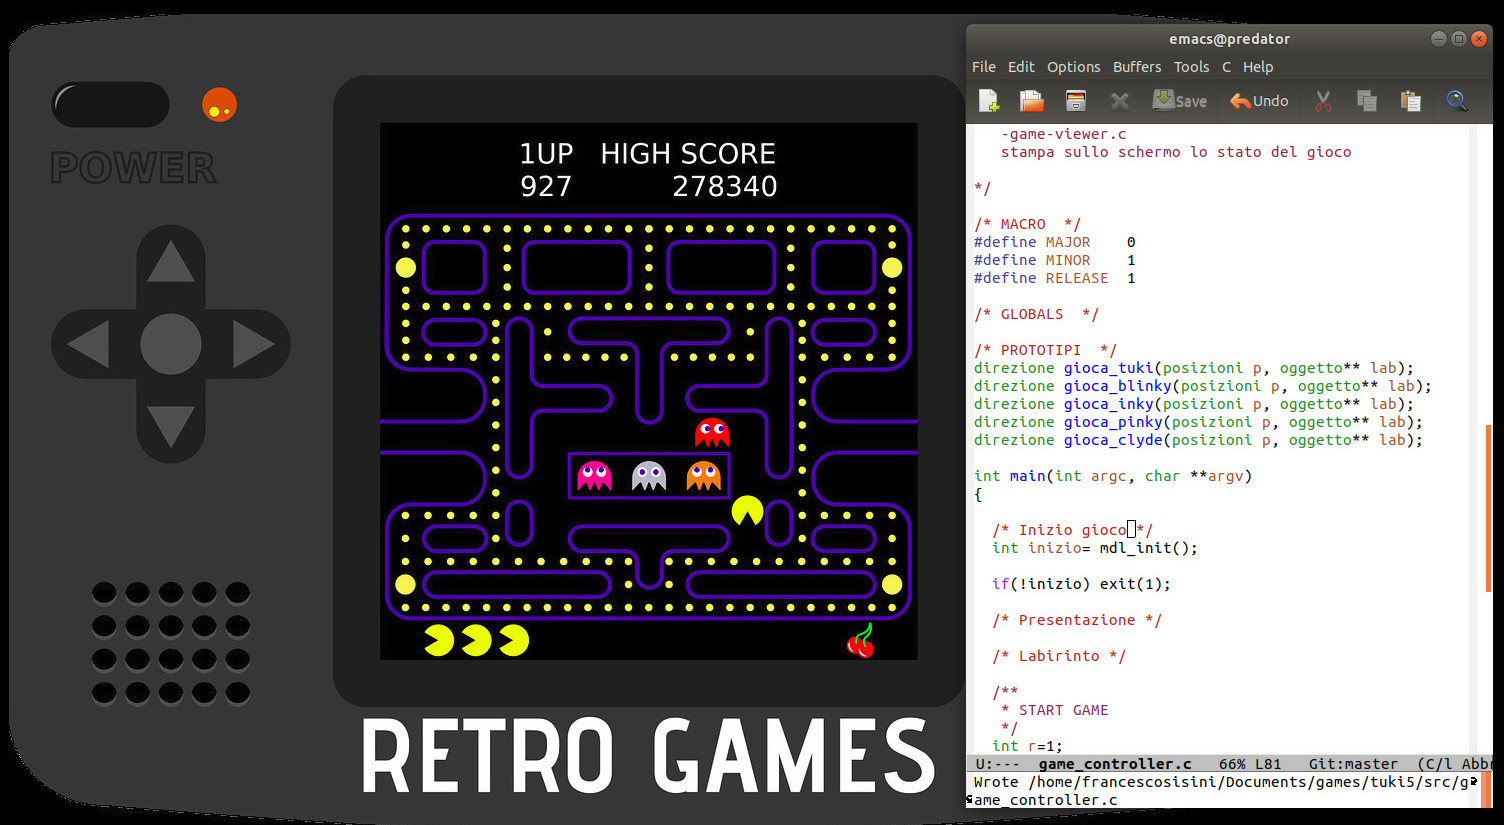 POWER
1UP HIGH SCORE
927 278340
RETRO GAMES
emacs@predator
File Edit Options Buffers Tools C Help
Save Undo
-game-viewer.c
stampa sullo schermo lo stato del gioco
*/
/* MACRO */
#define MAJOR 0
#define MINOR 1
#define RELEASE 1
/* GLOBALS */
/* PROTOTIPI */
direzione gioca_tuki(posizioni p, oggetto** lab);
direzione gioca_blinky(posizioni p, oggetto** lab);
direzione gioca_inky(posizioni p, oggetto** lab);
direzione gioca_pinky(posizioni p, oggetto** lab);
direzione gioca_clyde(posizioni p, oggetto** lab);
int main(int argc, char **argv)
{
/* Inizio gioco */
int inizio= mdl_init();
if(!inizio) exit(1);
/* Presentazione */
/* Labirinto */
/**
* START GAME
*/
int r=1;
U:--- game_controller.c 66% L81 Git:master (C/l Abbr
Wrote /home/francescosisini/Documents/games/tuki5/src/g
ame_controller.c